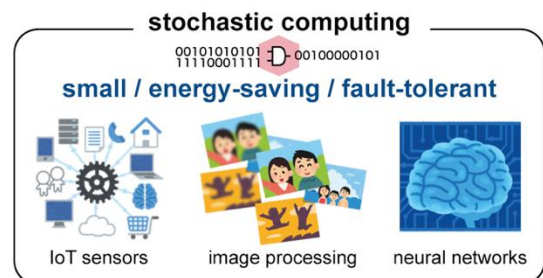 stochastic computing
00101010101
11110001111
00100000101
small / energy-saving / fault-tolerant
IoT sensors
image processing
neural networks